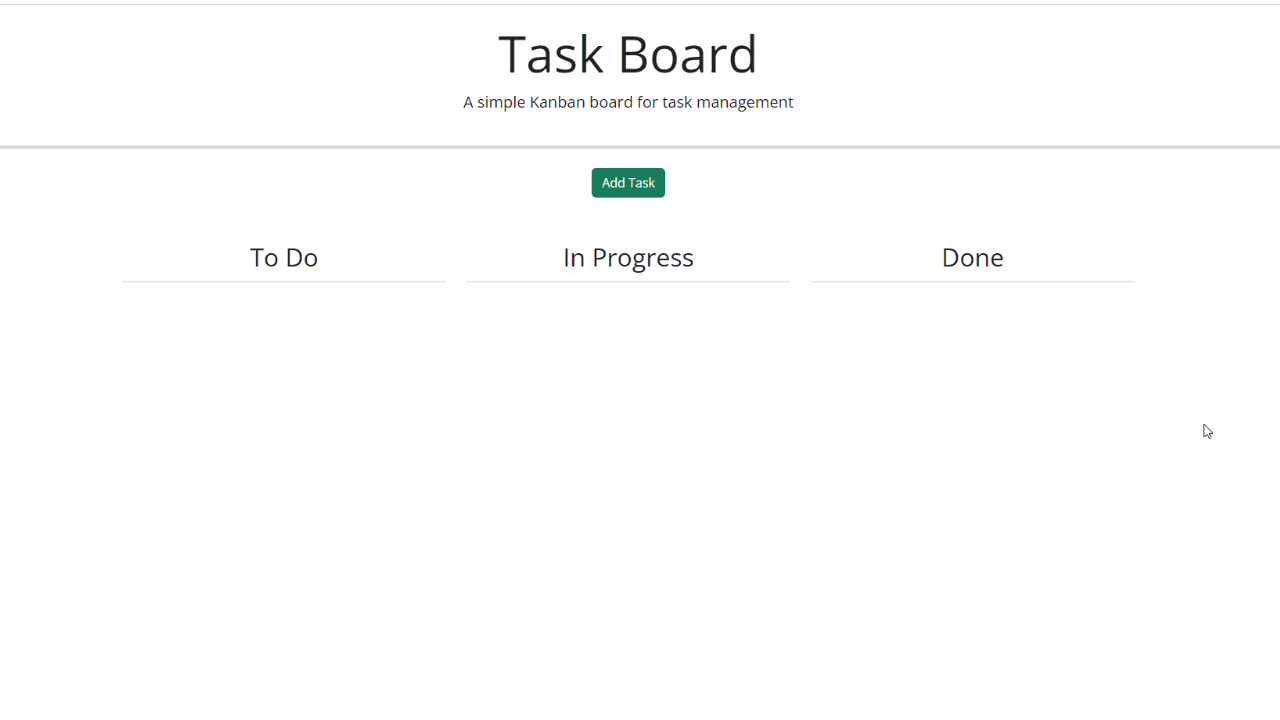 Task Board
A simple Kanban board for task management
Add Task
To Do
In Progress
Done